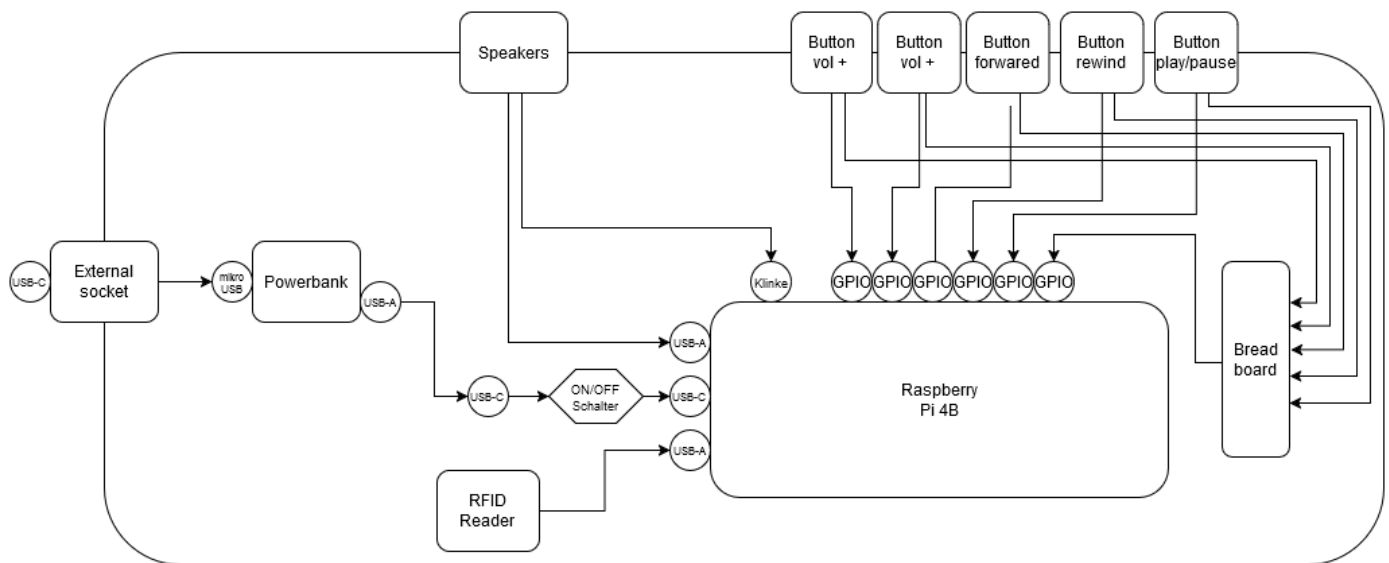 Speakers
Button
vol +
Button
vol +
Button
forwared
Button
rewind
Button
play/pause
USB-C
External
socket
mikro
USB
Powerbank
USB-A
Klinke
GPIO
GPIO
GPIO
GPIO
GPIO
GPIO
USB-A
USB-C
ON/OFF
Schalter
USB-C
USB-A
Raspberry
Pi 4B
Bread
board
RFID
Reader